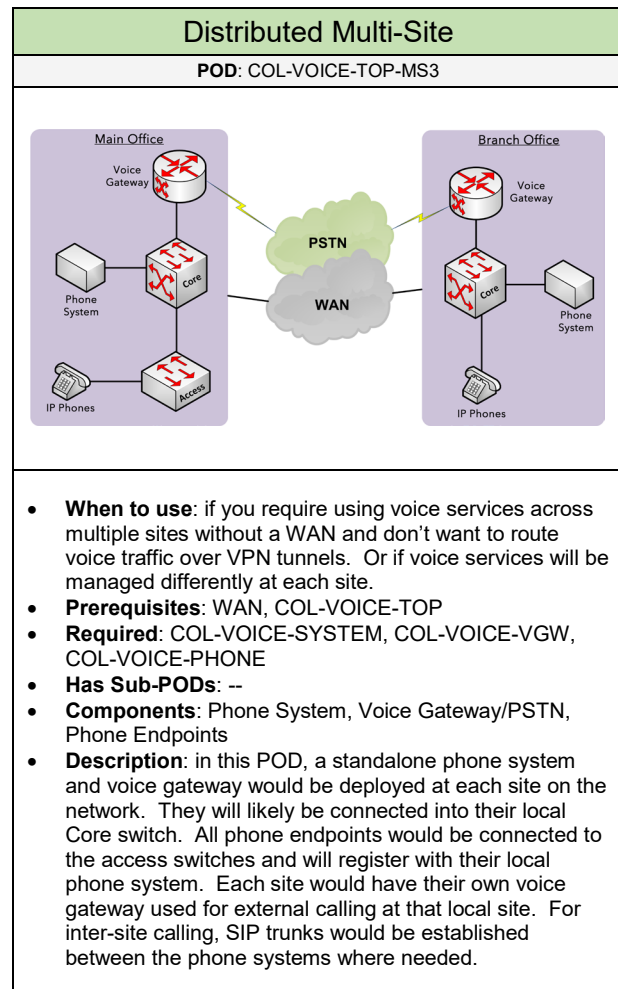 Distributed Multi-Site
POD: COL-VOICE-TOP-MS3
Main Office
Voice
Gateway
Core
Phone
System
Access
IP Phones
PSTN
WAN
Branch Office
Voice
Gateway
Core
Phone
System
IP Phones
• When to use: if you require using voice services across
multiple sites without a WAN and don’t want to route
voice traffic over VPN tunnels.  Or if voice services will be
managed differently at each site.
• Prerequisites: WAN, COL-VOICE-TOP
• Required: COL-VOICE-SYSTEM, COL-VOICE-VGW,
COL-VOICE-PHONE
• Has Sub-PODs: --
• Components: Phone System, Voice Gateway/PSTN,
Phone Endpoints
• Description: in this POD, a standalone phone system
and voice gateway would be deployed at each site on the
network.  They will likely be connected into their local
Core switch.  All phone endpoints would be connected to
the access switches and will register with their local
phone system.  Each site would have their own voice
gateway used for external calling at that local site.  For
inter-site calling, SIP trunks would be established
between the phone systems where needed.